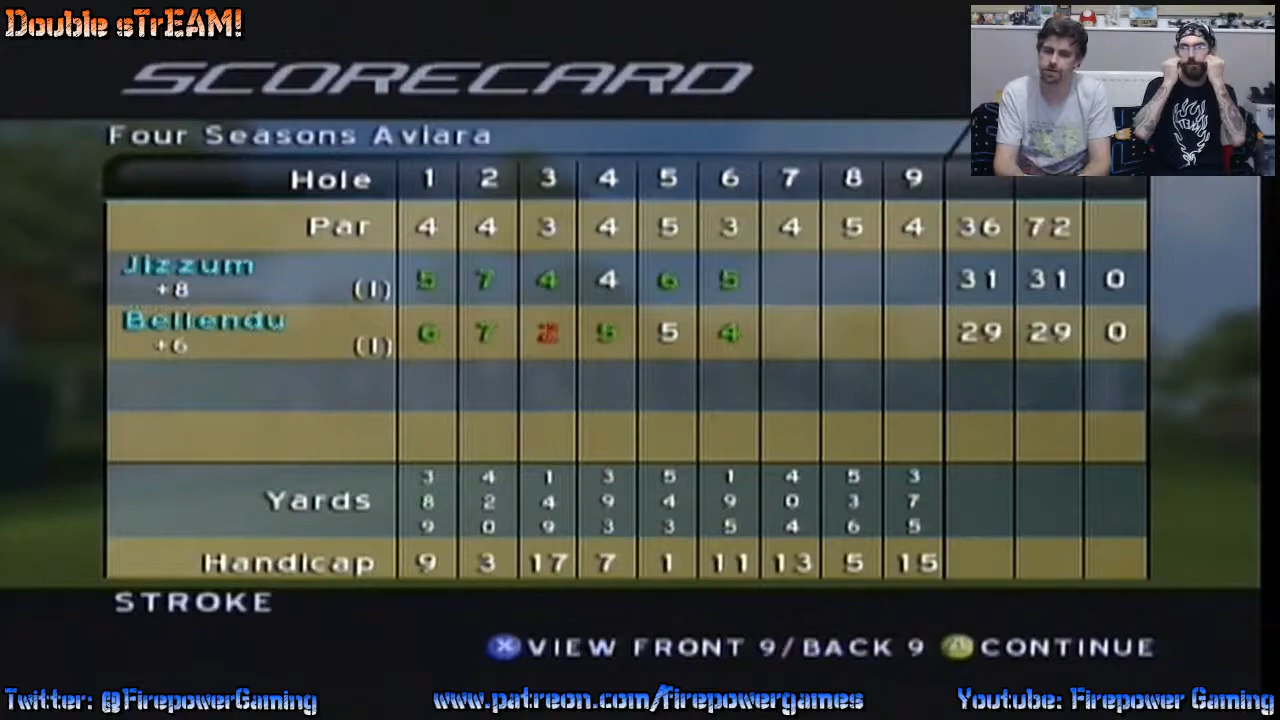 Double sTrEAM!
SCORECARD
Four Seasons Aviara
Hole 1 2 3 4 5 6 7 8 9
Par 4 4 3 4 5 3 4 5 4 36 72
Jizzum 5 7 4 4 6 5 31 31 0
+8 (1)
Bellendu 6 7 2 5 5 4 29 29 0
+6 (1)
Yards 389 420 149 393 543 195 404 536 375
Handicap 9 3 17 7 1 11 13 5 15
STROKE
X VIEW FRONT 9/BACK 9 CONTINUE
Twitter: @FirepowerGaming www.patreon.com/firepowergames Youtube: Firepower Gaming